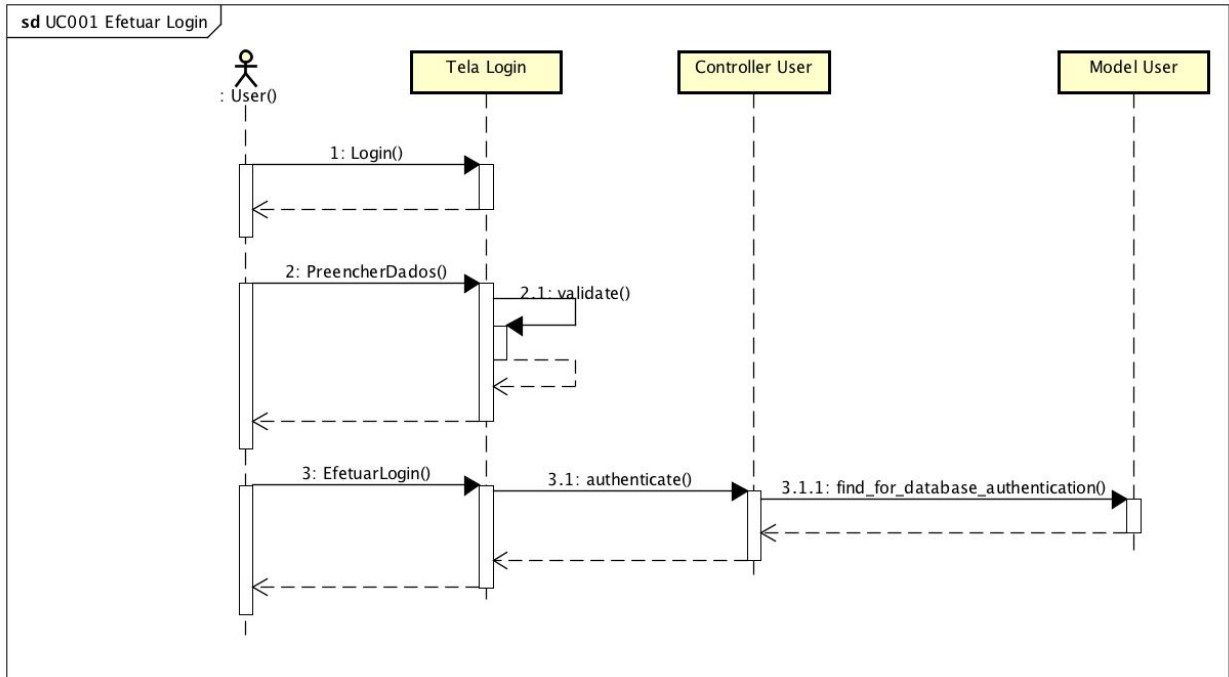 sd UC001 Efetuar Login
: User()
Tela Login
Controller User
Model User
1: Login()
2: PreencherDados()
2.1: validate()
3: EfetuarLogin()
3.1: authenticate()
3.1.1: find_for_database_authentication()